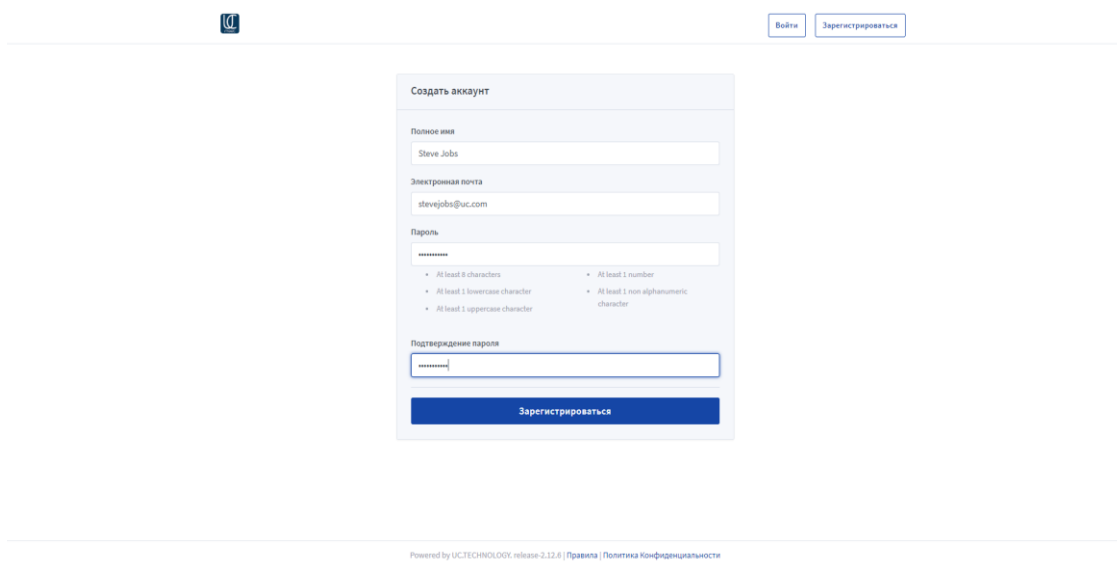 UC
Войти
Зарегистрироваться
Создать аккаунт
Полное имя
Steve Jobs
Электронная почта
stevejobs@uc.com
Пароль
•••••••••••
At least 8 characters
At least 1 lowercase character
At least 1 uppercase character
At least 1 number
At least 1 non alphanumeric
character
Подтверждение пароля
•••••••••••
Зарегистрироваться
Powered by UC.TECHNOLOGY. release-2.12.6 | Правила | Политика Конфиденциальности